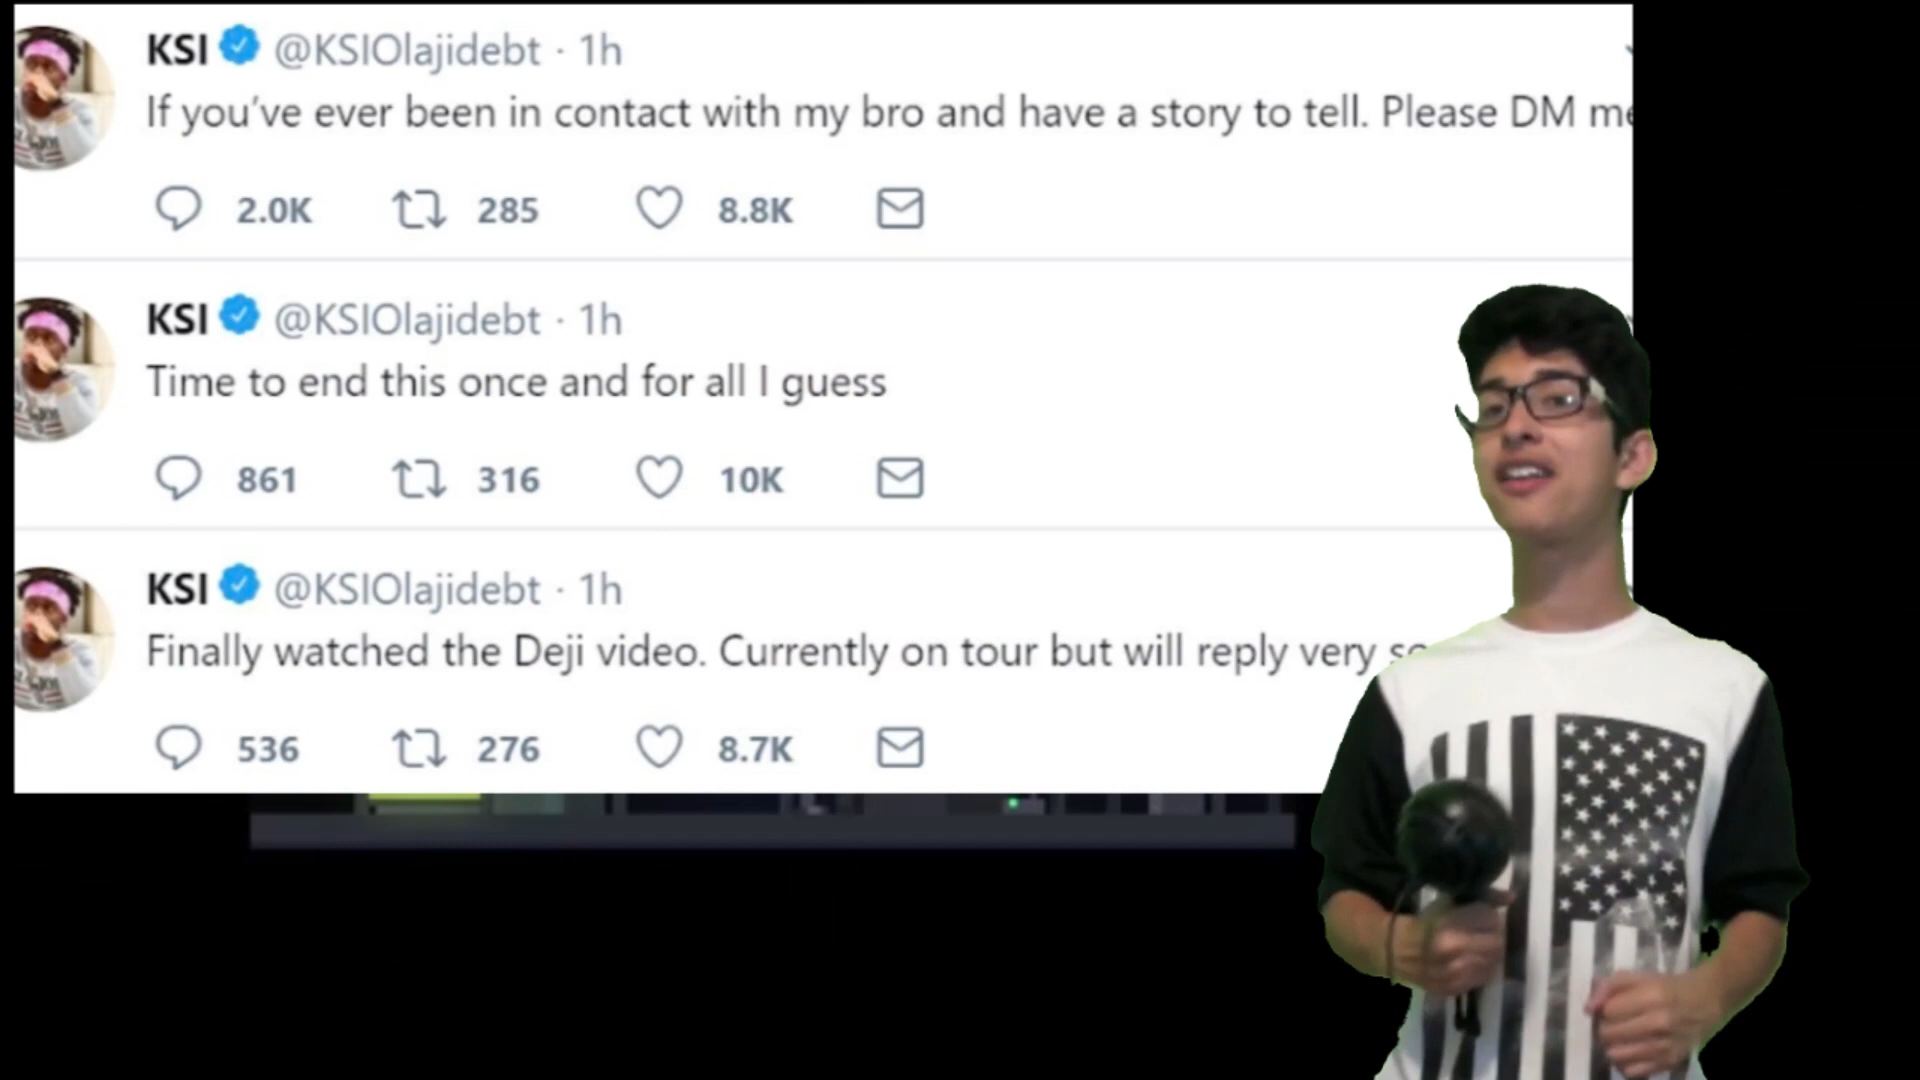 KSI @KSIOlajidebt · 1h
If you've ever been in contact with my bro and have a story to tell. Please DM me
2.0K 285 8.8K
KSI @KSIOlajidebt · 1h
Time to end this once and for all I guess
861 316 10K
KSI @KSIOlajidebt · 1h
Finally watched the Deji video. Currently on tour but will reply very
536 276 8.7K